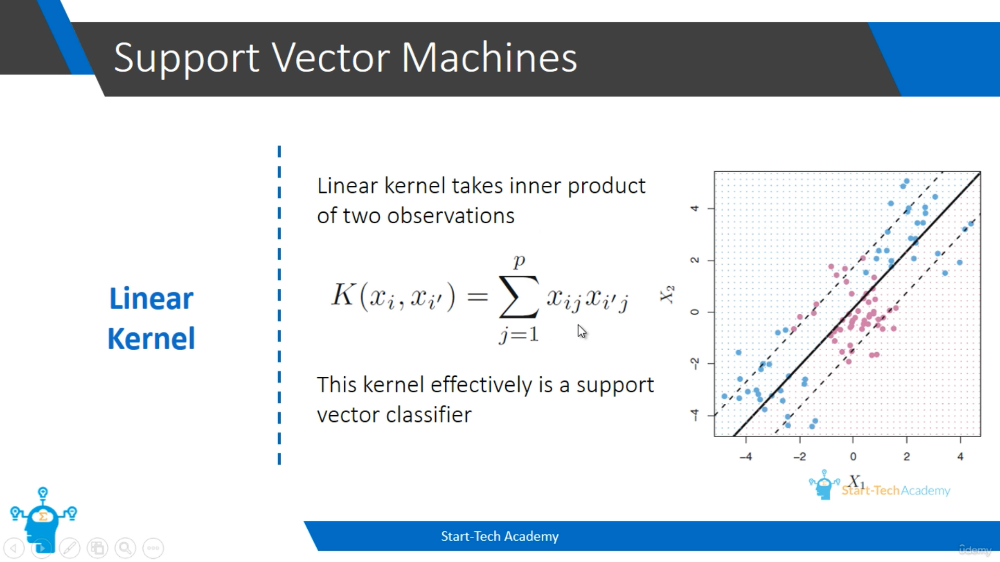 Support Vector Machines
Linear
Kernel
Linear kernel takes inner product
of two observations
K(x_i, x_{i'}) = \sum_{j=1}^{p} x_{ij} x_{i'j}
This kernel effectively is a support
vector classifier
X_2
4
2
0
−2
−4
−4
−2
0
2
4
X_1
Start-Tech Academy
Start-Tech Academy
Σ
udemy